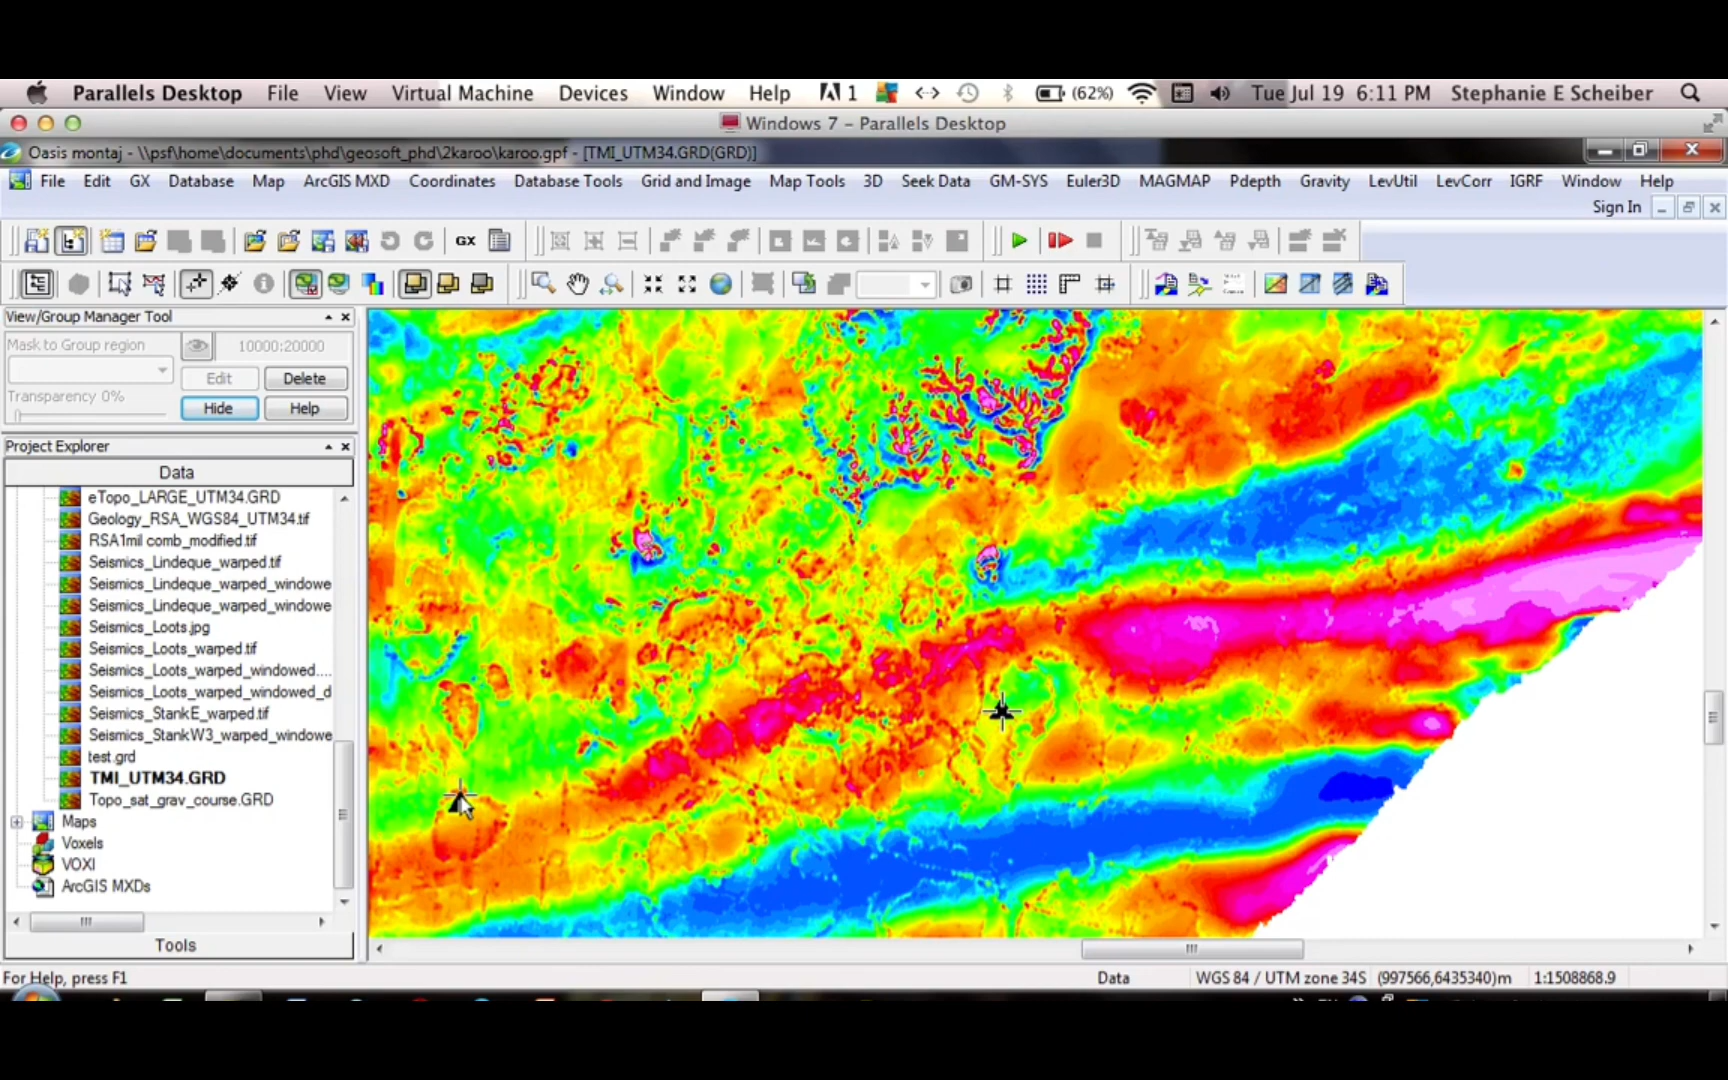 Parallels Desktop File View Virtual Machine Devices Window Help 1 (62%) Tue Jul 19 6:11 PM Stephanie E Scheiber
Windows 7 – Parallels Desktop
Oasis montaj - \\psf\home\documents\phd\geosoft_phd\2karoo\karoo.gpf - [TMI_UTM34.GRD(GRD)]
File Edit GX Database Map ArcGIS MXD Coordinates Database Tools Grid and Image Map Tools 3D Seek Data GM-SYS Euler3D MAGMAP Pdepth Gravity LevUtil LevCorr IGRF Window Help
Sign In
GX
View/Group Manager Tool
Mask to Group region 10000:20000
Edit Delete
Transparency 0%
Hide Help
Project Explorer
Data
eTopo_LARGE_UTM34.GRD
Geology_RSA_WGS84_UTM34.tif
RSA1mil comb_modified.tif
Seismics_Lindeque_warped.tif
Seismics_Lindeque_warped_windowe
Seismics_Lindeque_warped_windowe
Seismics_Loots.jpg
Seismics_Loots_warped.tif
Seismics_Loots_warped_windowed....
Seismics_Loots_warped_windowed_d
Seismics_StankE_warped.tif
Seismics_StankW3_warped_windowe
test.grd
TMI_UTM34.GRD
Topo_sat_grav_course.GRD
Maps
Voxels
VOXI
ArcGIS MXDs
Tools
For Help, press F1 Data WGS 84 / UTM zone 34S (997566,6435340)m 1:1508868.9